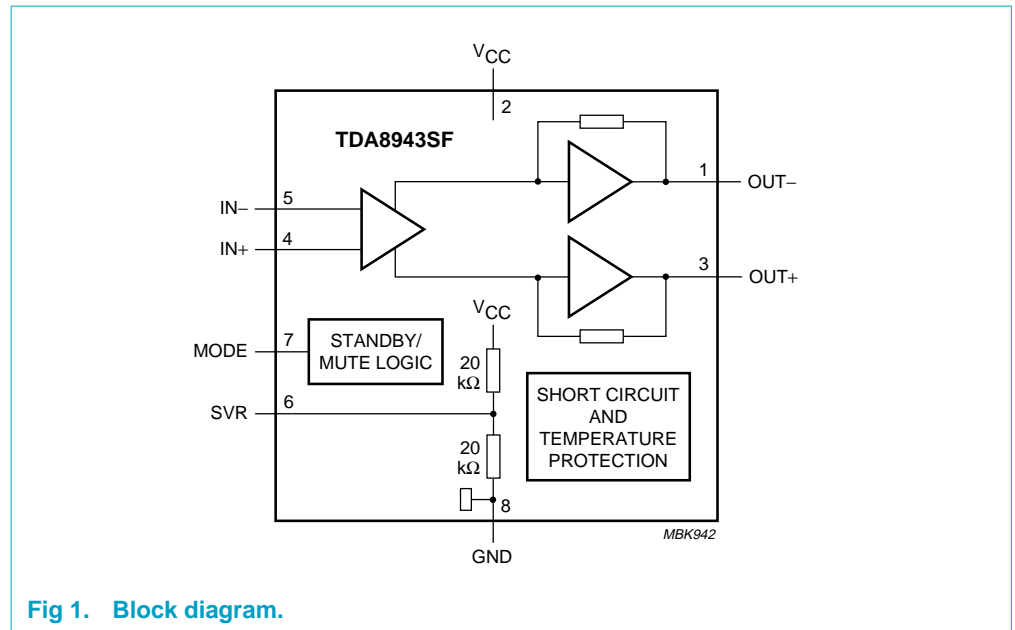 VCC
2
TDA8943SF
1
OUT−
IN−
5
IN+
4
3
OUT+
VCC
MODE
7
STANDBY/
MUTE LOGIC
20
kΩ
SHORT CIRCUIT
AND
TEMPERATURE
PROTECTION
SVR
6
20
kΩ
8
MBK942
GND
Fig 1. Block diagram.